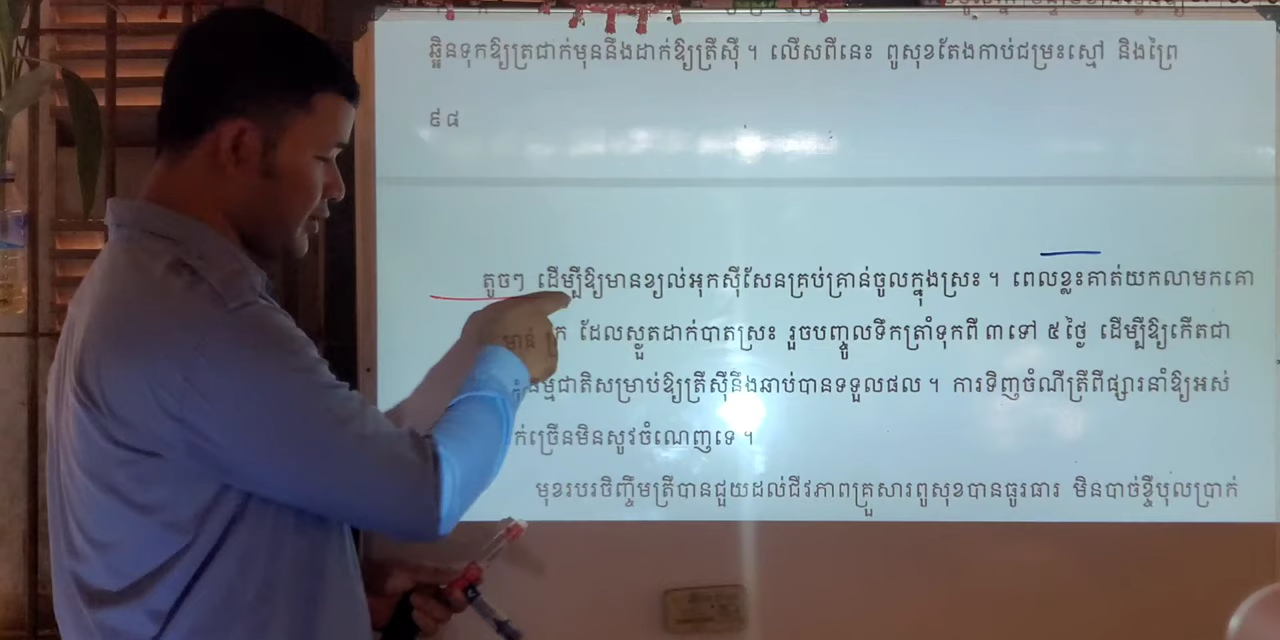 ឆ្អិនទុកឱ្យត្រជាក់មុននឹងដាក់ឱ្យត្រីស៊ី ។ លើសពីនេះ ពូសុខតែងកាប់ជម្រះស្មៅ និងព្រៃ
៩៨
តូចៗ ដើម្បីឱ្យមានខ្យល់អុកស៊ីសែនគ្រប់គ្រាន់ចូលក្នុងស្រះ ។ ពេលខ្លះគាត់យកលាមកគោ
មាន់ ដែលស្ងួតដាក់បាតស្រះ រួចបញ្ចូលទឹកត្រាំទុកពី ៣ ទៅ ៥ ថ្ងៃ ដើម្បីឱ្យកើតជា
ធម្មជាតិសម្រាប់ឱ្យត្រីស៊ីនឹងឆាប់បានទទួលផល ។ ការទិញចំណីត្រីពីផ្សារនាំឱ្យអស់
ច្រើនមិនសូវចំណេញទេ ។
មុខរបរចិញ្ចឹមត្រីបានជួយដល់ជីវភាពគ្រួសារពូសុខបានធូរធារ មិនបាច់ខ្ចីបុលប្រាក់